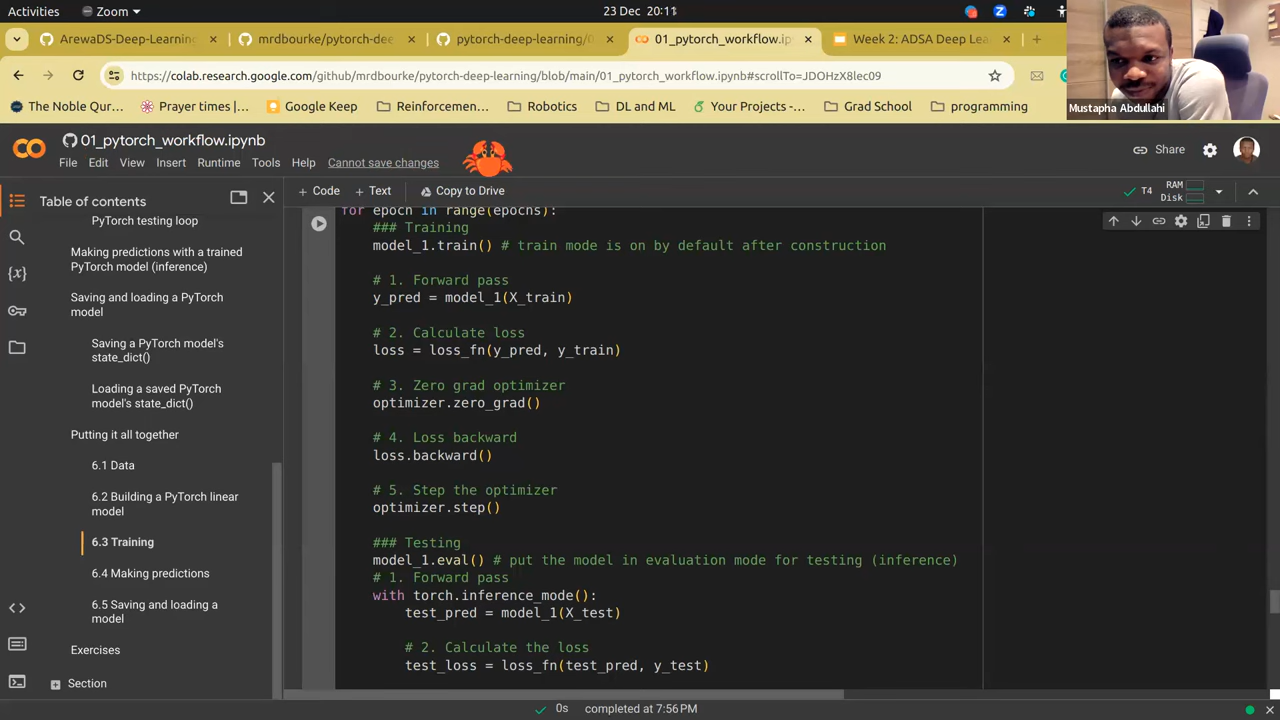 Activities
Zoom
23 Dec 20:11
ArewaDS-Deep-Learning
mrdbourke/pytorch-dee
pytorch-deep-learning/0
01_pytorch_workflow.ipyn
Week 2: ADSA Deep Le
https://colab.research.google.com/github/mrdbourke/pytorch-deep-learning/blob/main/01_pytorch_workflow.ipynb#scrollTo=JDOHzX8lec09
The Noble Qur...
Prayer times |...
Google Keep
Reinforcemen...
Robotics
DL and ML
Your Projects -...
Grad School
programming
Mustapha Abdullahi
01_pytorch_workflow.ipynb
File Edit View Insert Runtime Tools Help Cannot save changes
Share
+ Code + Text Copy to Drive
T4
RAM
Disk
Table of contents
PyTorch testing loop
Making predictions with a trained
PyTorch model (inference)
Saving and loading a PyTorch
model
Saving a PyTorch model's
state_dict()
Loading a saved PyTorch
model's state_dict()
Putting it all together
6.1 Data
6.2 Building a PyTorch linear
model
6.3 Training
6.4 Making predictions
6.5 Saving and loading a
model
Exercises
Section
for epoch in range(epochs):
### Training
model_1.train() # train mode is on by default after construction
# 1. Forward pass
y_pred = model_1(X_train)
# 2. Calculate loss
loss = loss_fn(y_pred, y_train)
# 3. Zero grad optimizer
optimizer.zero_grad()
# 4. Loss backward
loss.backward()
# 5. Step the optimizer
optimizer.step()
### Testing
model_1.eval() # put the model in evaluation mode for testing (inference)
# 1. Forward pass
with torch.inference_mode():
test_pred = model_1(X_test)
# 2. Calculate the loss
test_loss = loss_fn(test_pred, y_test)
0s completed at 7:56PM